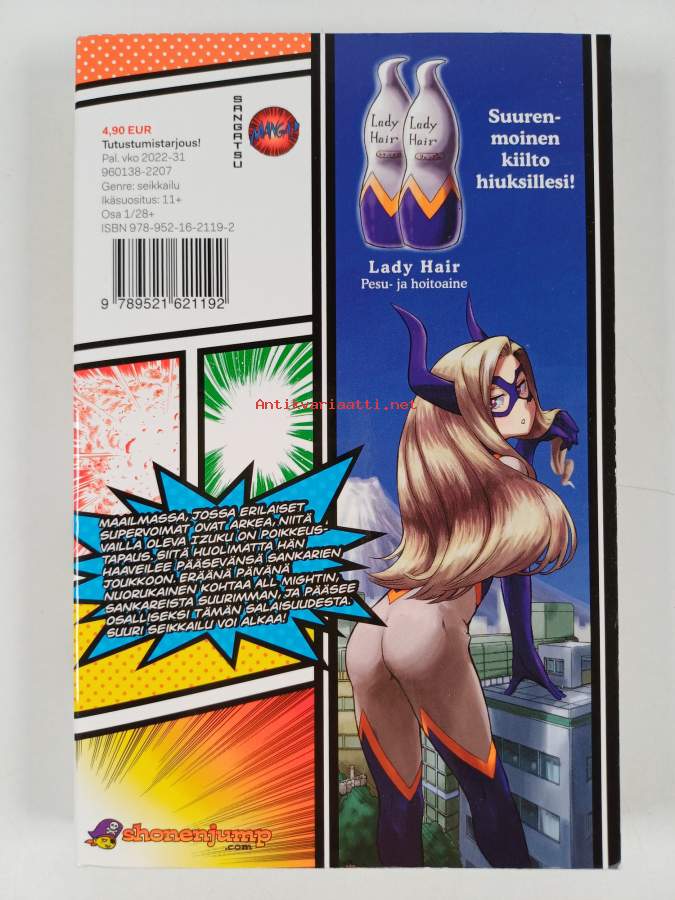 4,90 EUR
Tutustumistarjous!
Pal. vko 2022-31
960138-2207
Genre: seikkailu
Ikäsuositus: 11+
Osa 1/28+
ISBN 978-952-16-2119-2
9 789521 621192
SANGATSU
MANGA!
Lady
Hair
Lady
Hair
Suuren-
moinen
kiilto
hiuksillesi!
Lady Hair
Pesu- ja hoitoaine
Antikvariaatti.net
MAAILMASSA, JOSSA ERILAISET
SUPERVOIMAT OVAT ARKEA, NIITÄ
VAILLA OLEVA IZUKU ON POIKKEUS-
TAPAUS. SIITÄ HUOLIMATTA HÄN
HAAVEILEE PÄÄSEVÄNSÄ SANKARIEN
JOUKKOON. ERÄÄNÄ PÄIVÄNÄ
NUORUKAINEN KOHTAA ALL MIGHTIN,
SANKAREISTA SUURIMMAN, JA PÄÄSEE
OSALLISEKSI TÄMÄN SALAISUUDESTA.
SUURI SEIKKAILU VOI ALKAA!
shonenjump
.com